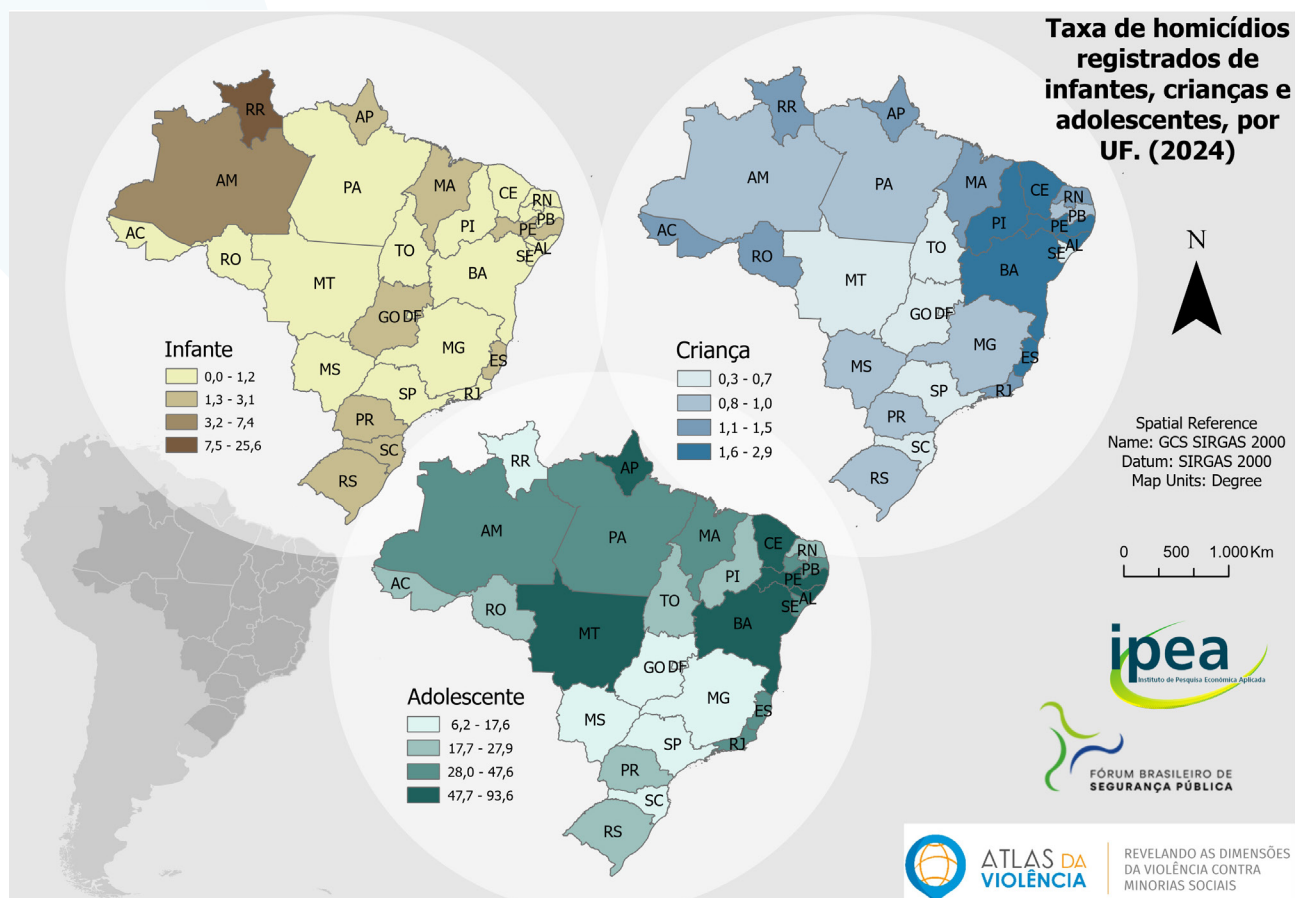 Taxa de homicídios
registrados de
infantes, crianças e
adolescentes, por
UF. (2024)
RR
AP
AM
PA
MA
CE
RN
PB
PE
AL
SE
PI
AC
RO
TO
BA
MT
GO
DF
MG
ES
MS
SP
RJ
PR
SC
RS
Infante
0,0 - 1,2
1,3 - 3,1
3,2 - 7,4
7,5 - 25,6
RR
AP
AM
PA
MA
CE
RN
PB
PE
AL
SE
PI
AC
RO
TO
BA
MT
GO
DF
MG
ES
MS
SP
RJ
PR
SC
RS
Criança
0,3 - 0,7
0,8 - 1,0
1,1 - 1,5
1,6 - 2,9
N
Spatial Reference
Name: GCS SIRGAS 2000
Datum: SIRGAS 2000
Map Units: Degree
0 500 1.000 Km
RR
AP
AM
PA
MA
CE
RN
PB
PE
AL
SE
PI
AC
RO
TO
BA
MT
GO
DF
MG
ES
MS
SP
RJ
PR
SC
RS
Adolescente
6,2 - 17,6
17,7 - 27,9
28,0 - 47,6
47,7 - 93,6
ipea
Instituto de Pesquisa Econômica Aplicada
FÓRUM BRASILEIRO DE
SEGURANÇA PÚBLICA
ATLAS DA
VIOLÊNCIA
REVELANDO AS DIMENSÕES
DA VIOLÊNCIA CONTRA
MINORIAS SOCIAIS